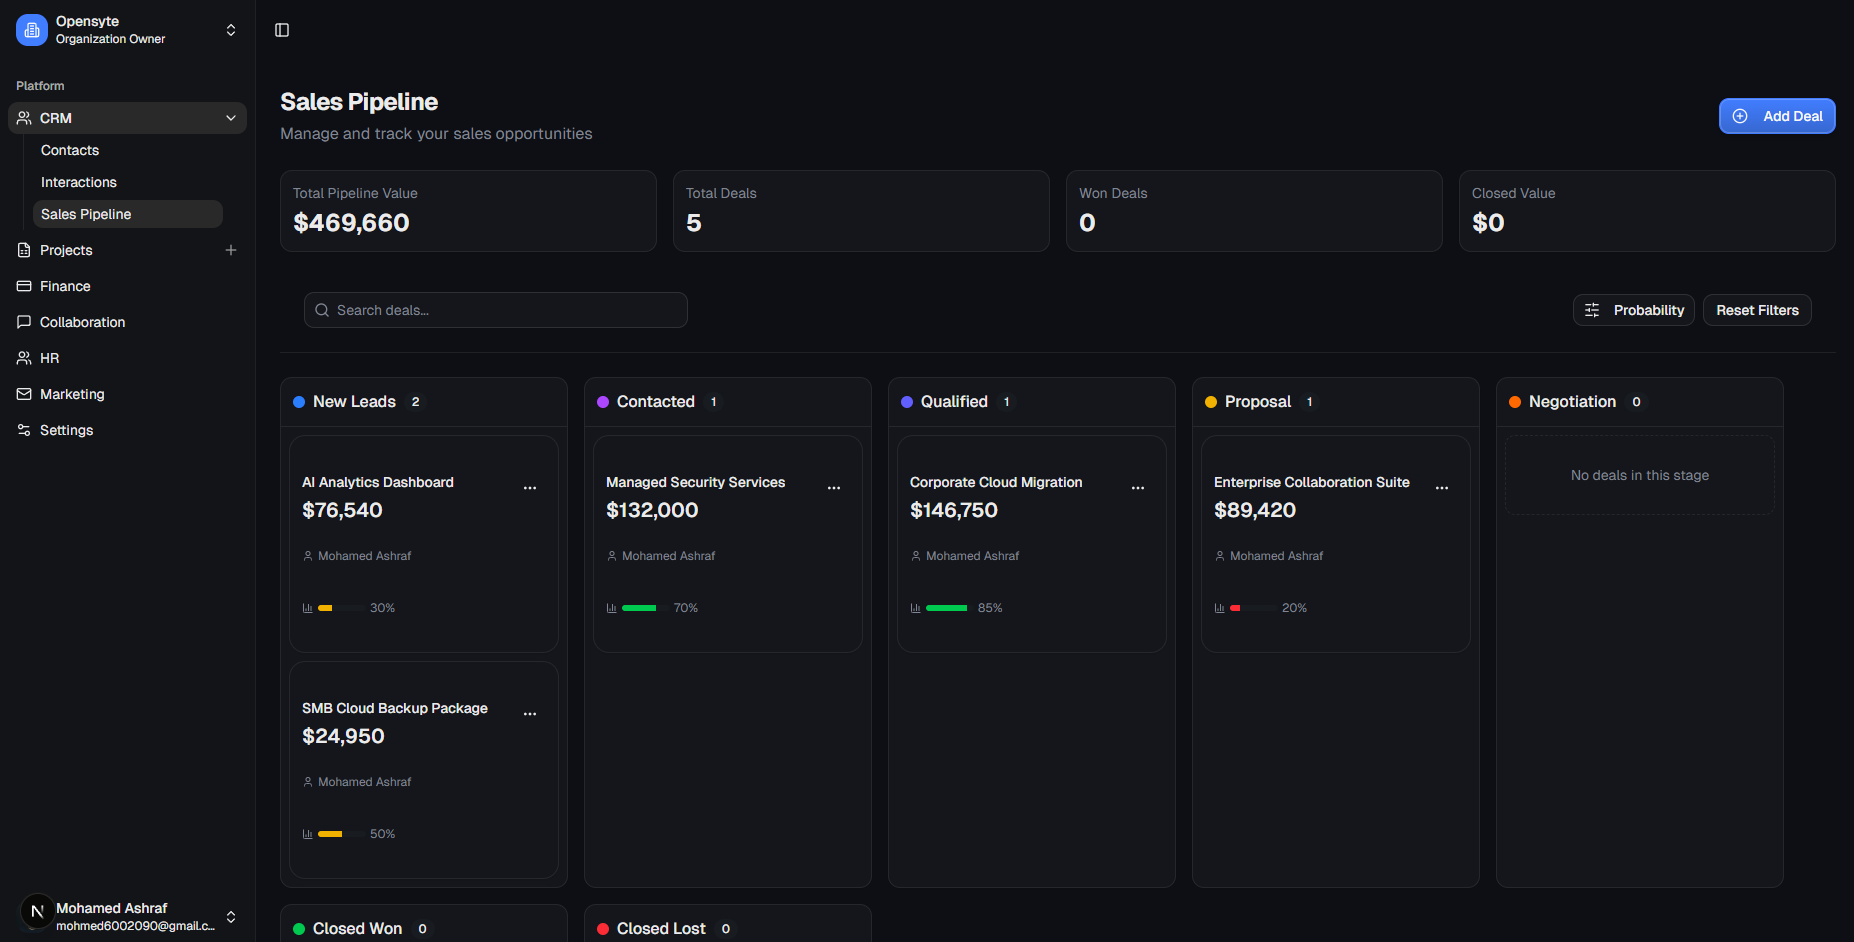 Opensyte
Organization Owner
Platform
CRM
Contacts
Interactions
Sales Pipeline
Projects
Finance
Collaboration
HR
Marketing
Settings
N
Mohamed Ashraf
mohmed6002090@gmail.c...
Sales Pipeline
Manage and track your sales opportunities
Add Deal
Total Pipeline Value
$469,660
Total Deals
5
Won Deals
0
Closed Value
$0
Search deals...
Probability
Reset Filters
New Leads 2
AI Analytics Dashboard
$76,540
Mohamed Ashraf
30%
SMB Cloud Backup Package
$24,950
Mohamed Ashraf
50%
Contacted 1
Managed Security Services
$132,000
Mohamed Ashraf
70%
Qualified 1
Corporate Cloud Migration
$146,750
Mohamed Ashraf
85%
Proposal 1
Enterprise Collaboration Suite
$89,420
Mohamed Ashraf
20%
Negotiation 0
No deals in this stage
Closed Won 0
Closed Lost 0